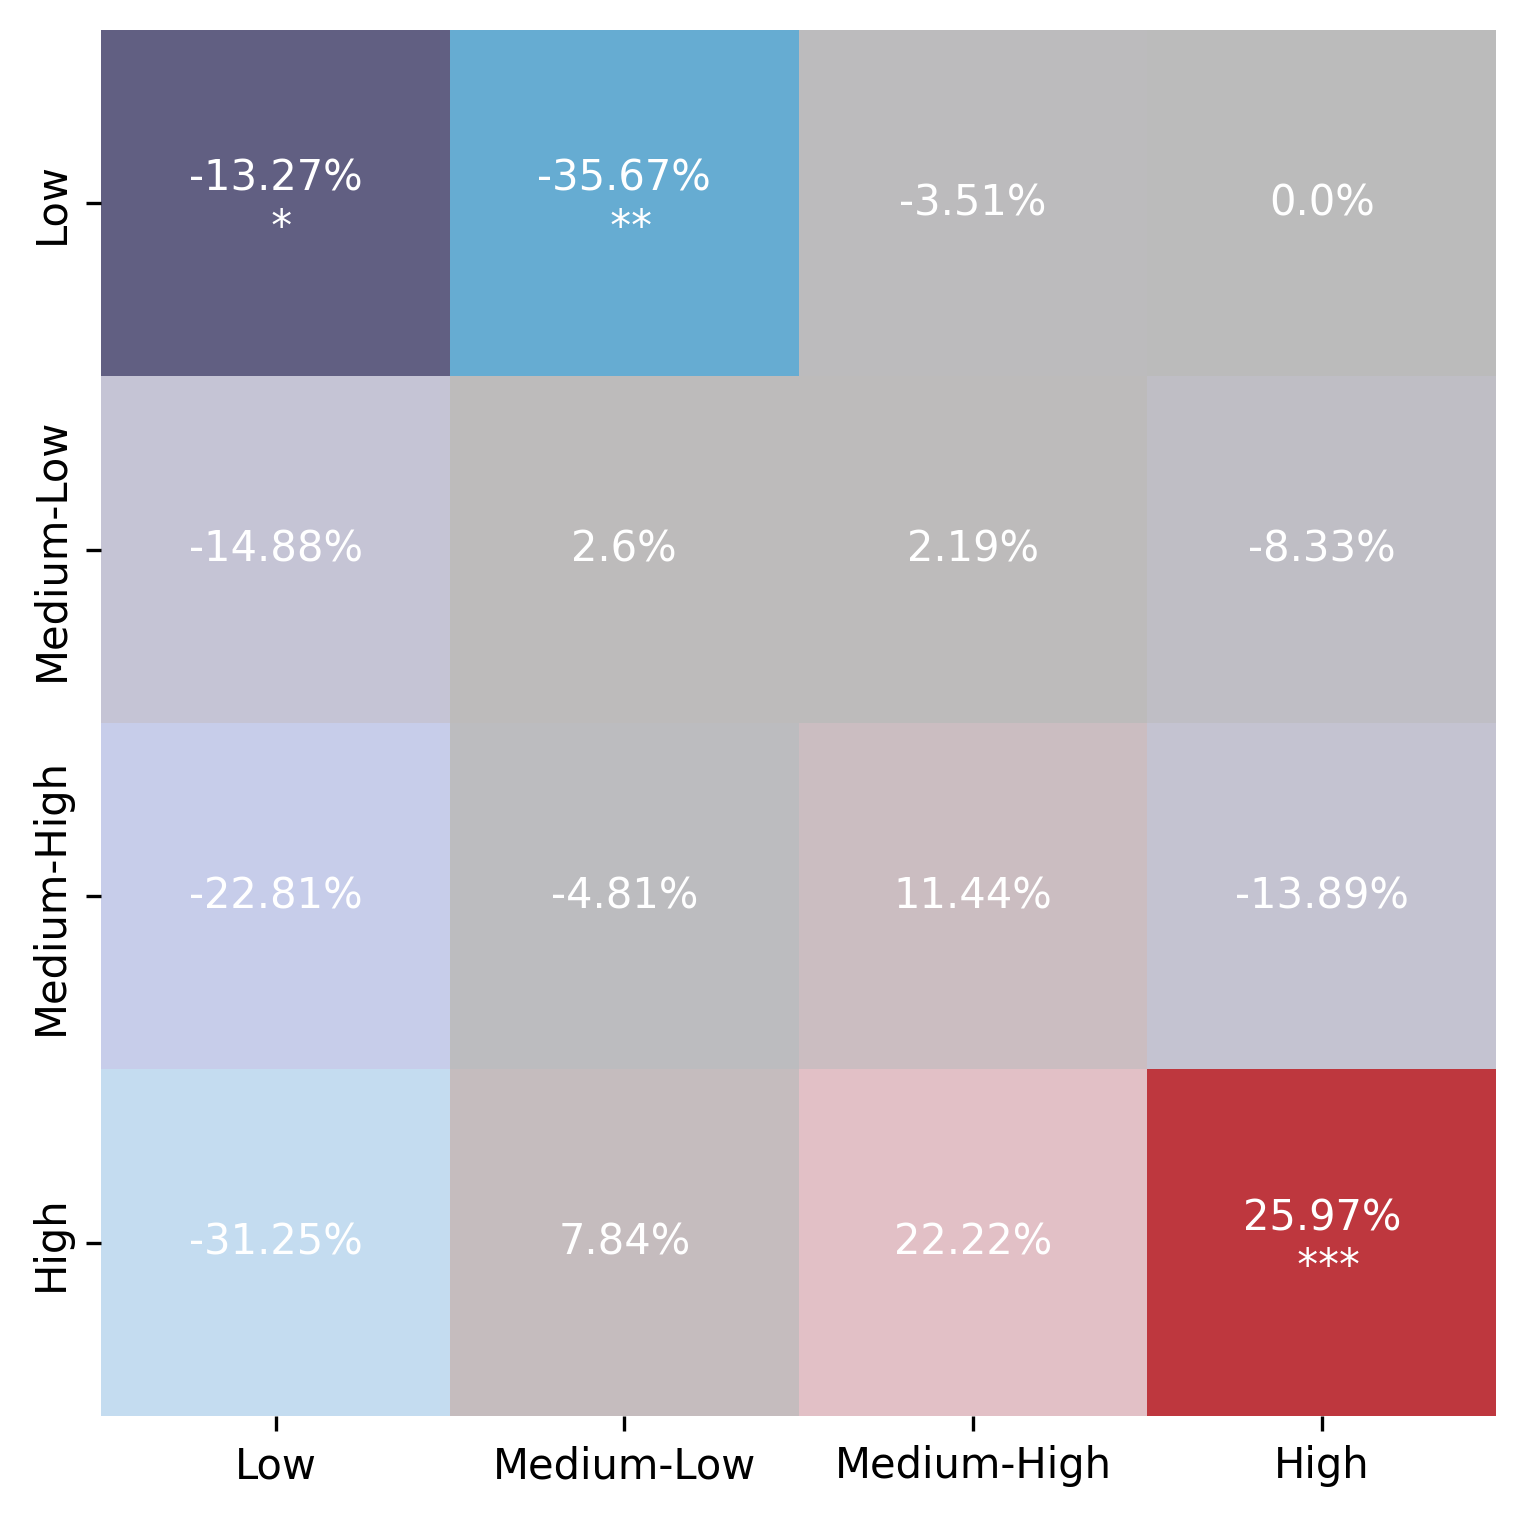 Low
-13.27%
*
-35.67%
**
-3.51%
0.0%
Medium-Low
-14.88%
2.6%
2.19%
-8.33%
Medium-High
-22.81%
-4.81%
11.44%
-13.89%
High
-31.25%
7.84%
22.22%
25.97%
***
Low
Medium-Low
Medium-High
High